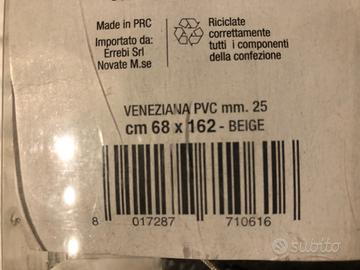 Made in PRC
Importato da:
Errebi Srl
Novate M.se
Riciclate
correttamente
tutti i componenti
della confezione
VENEZIANA PVC mm. 25
cm 68 x 162 - BEIGE
8 017287 710616
subito